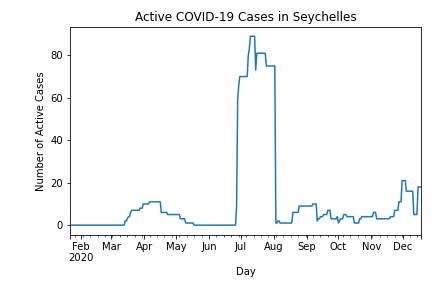 Active COVID-19 Cases in Seychelles
Number of Active Cases
80
60
40
20
0
Feb Mar Apr May Jun Jul Aug Sep Oct Nov Dec
2020
Day